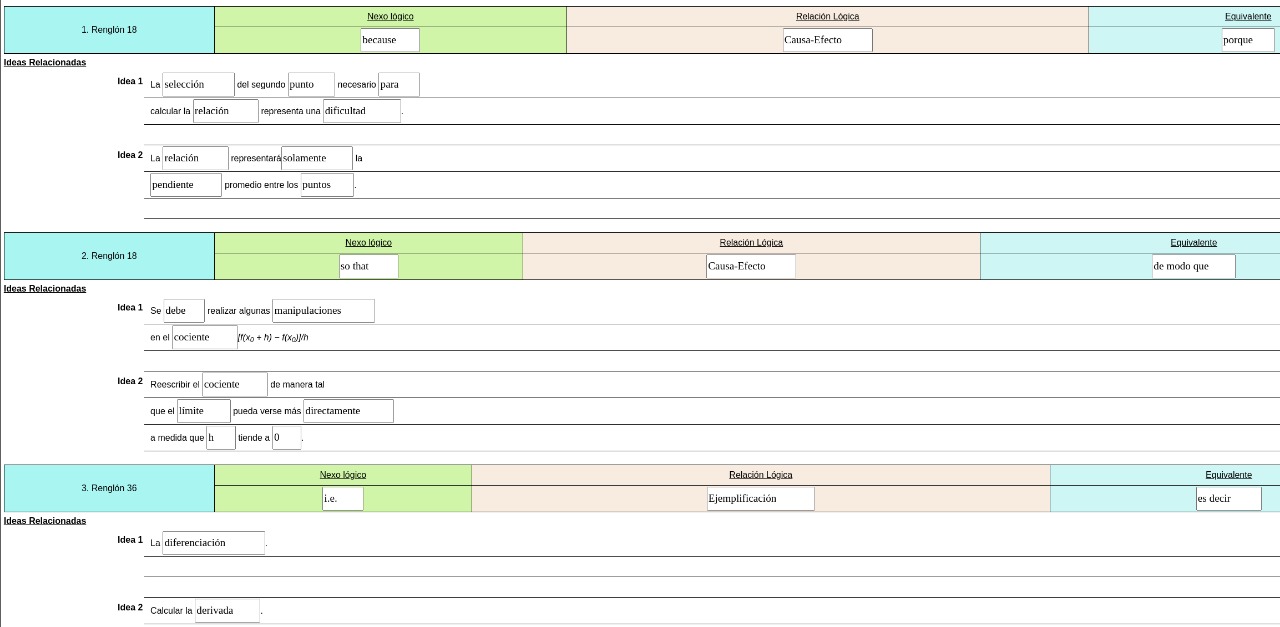 1. Renglón 18 Nexo lógico Relación Lógica Equivalente
because Causa-Efecto porque
Ideas Relacionadas
Idea 1 La selección del segundo punto necesario para
calcular la relación representa una dificultad.
Idea 2 La relación representará solamente la
pendiente promedio entre los puntos.
2. Renglón 18 Nexo lógico Relación Lógica Equivalente
so that Causa-Efecto de modo que
Ideas Relacionadas
Idea 1 Se debe realizar algunas manipulaciones
en el cociente [f(x₀ + h) − f(x₀)]/h
Idea 2 Reescribir el cociente de manera tal
que el límite pueda verse más directamente
a medida que h tiende a 0.
3. Renglón 36 Nexo lógico Relación Lógica Equivalente
i.e. Ejemplificación es decir
Ideas Relacionadas
Idea 1 La diferenciación.
Idea 2 Calcular la derivada.